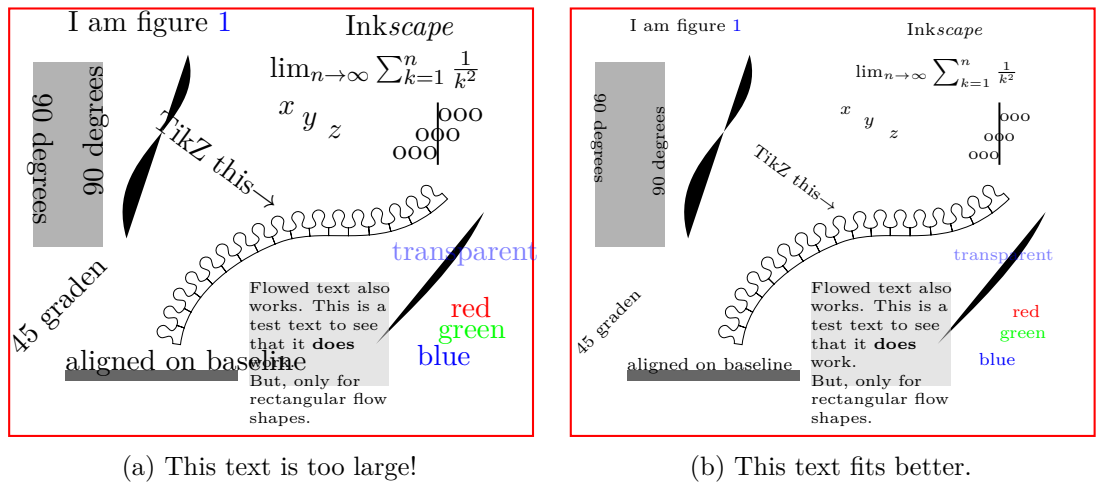 I am figure 1
Inkscape
lim_{n→∞} ∑_{k=1}^{n} 1/k²
90 degrees
90 degrees
x
y
z
ooo
ooo
ooo
TikZ this→
transparent
45 graden
Flowed text also
works. This is a
test text to see
that it does
work.
But, only for
rectangular flow
shapes.
red
green
blue
aligned on baseline
(a) This text is too large!
I am figure 1
Inkscape
lim_{n→∞} ∑_{k=1}^{n} 1/k²
90 degrees
90 degrees
x
y
z
ooo
ooo
ooo
TikZ this→
transparent
45 graden
Flowed text also
works. This is a
test text to see
that it does
work.
But, only for
rectangular flow
shapes.
red
green
blue
aligned on baseline
(b) This text fits better.